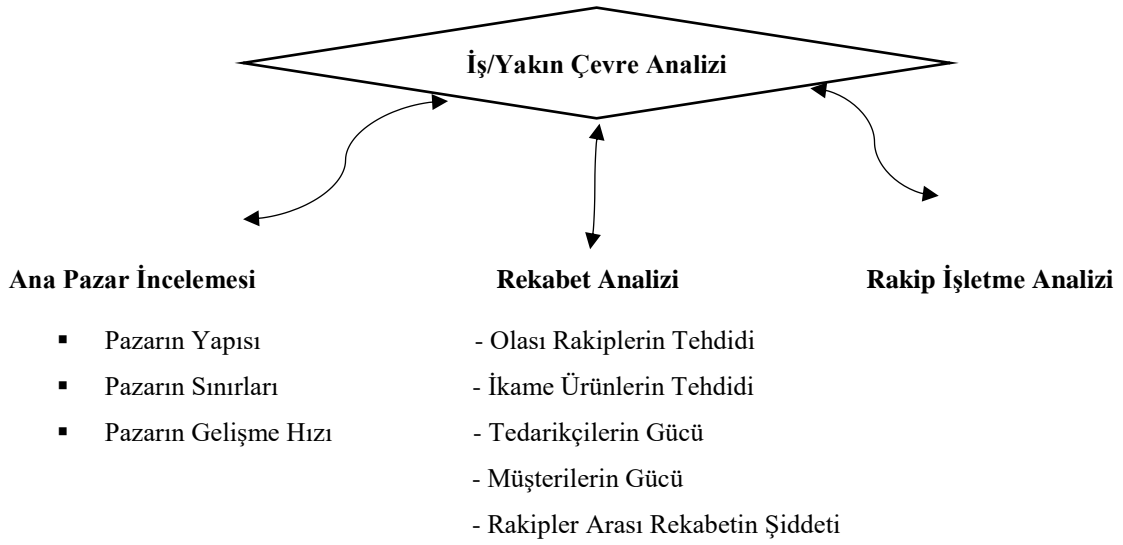 İş/Yakın Çevre Analizi
Ana Pazar İncelemesi
Rekabet Analizi
Rakip İşletme Analizi
▪ Pazarın Yapısı
▪ Pazarın Sınırları
▪ Pazarın Gelişme Hızı
- Olası Rakiplerin Tehdidi
- İkame Ürünlerin Tehdidi
- Tedarikçilerin Gücü
- Müşterilerin Gücü
- Rakipler Arası Rekabetin Şiddeti